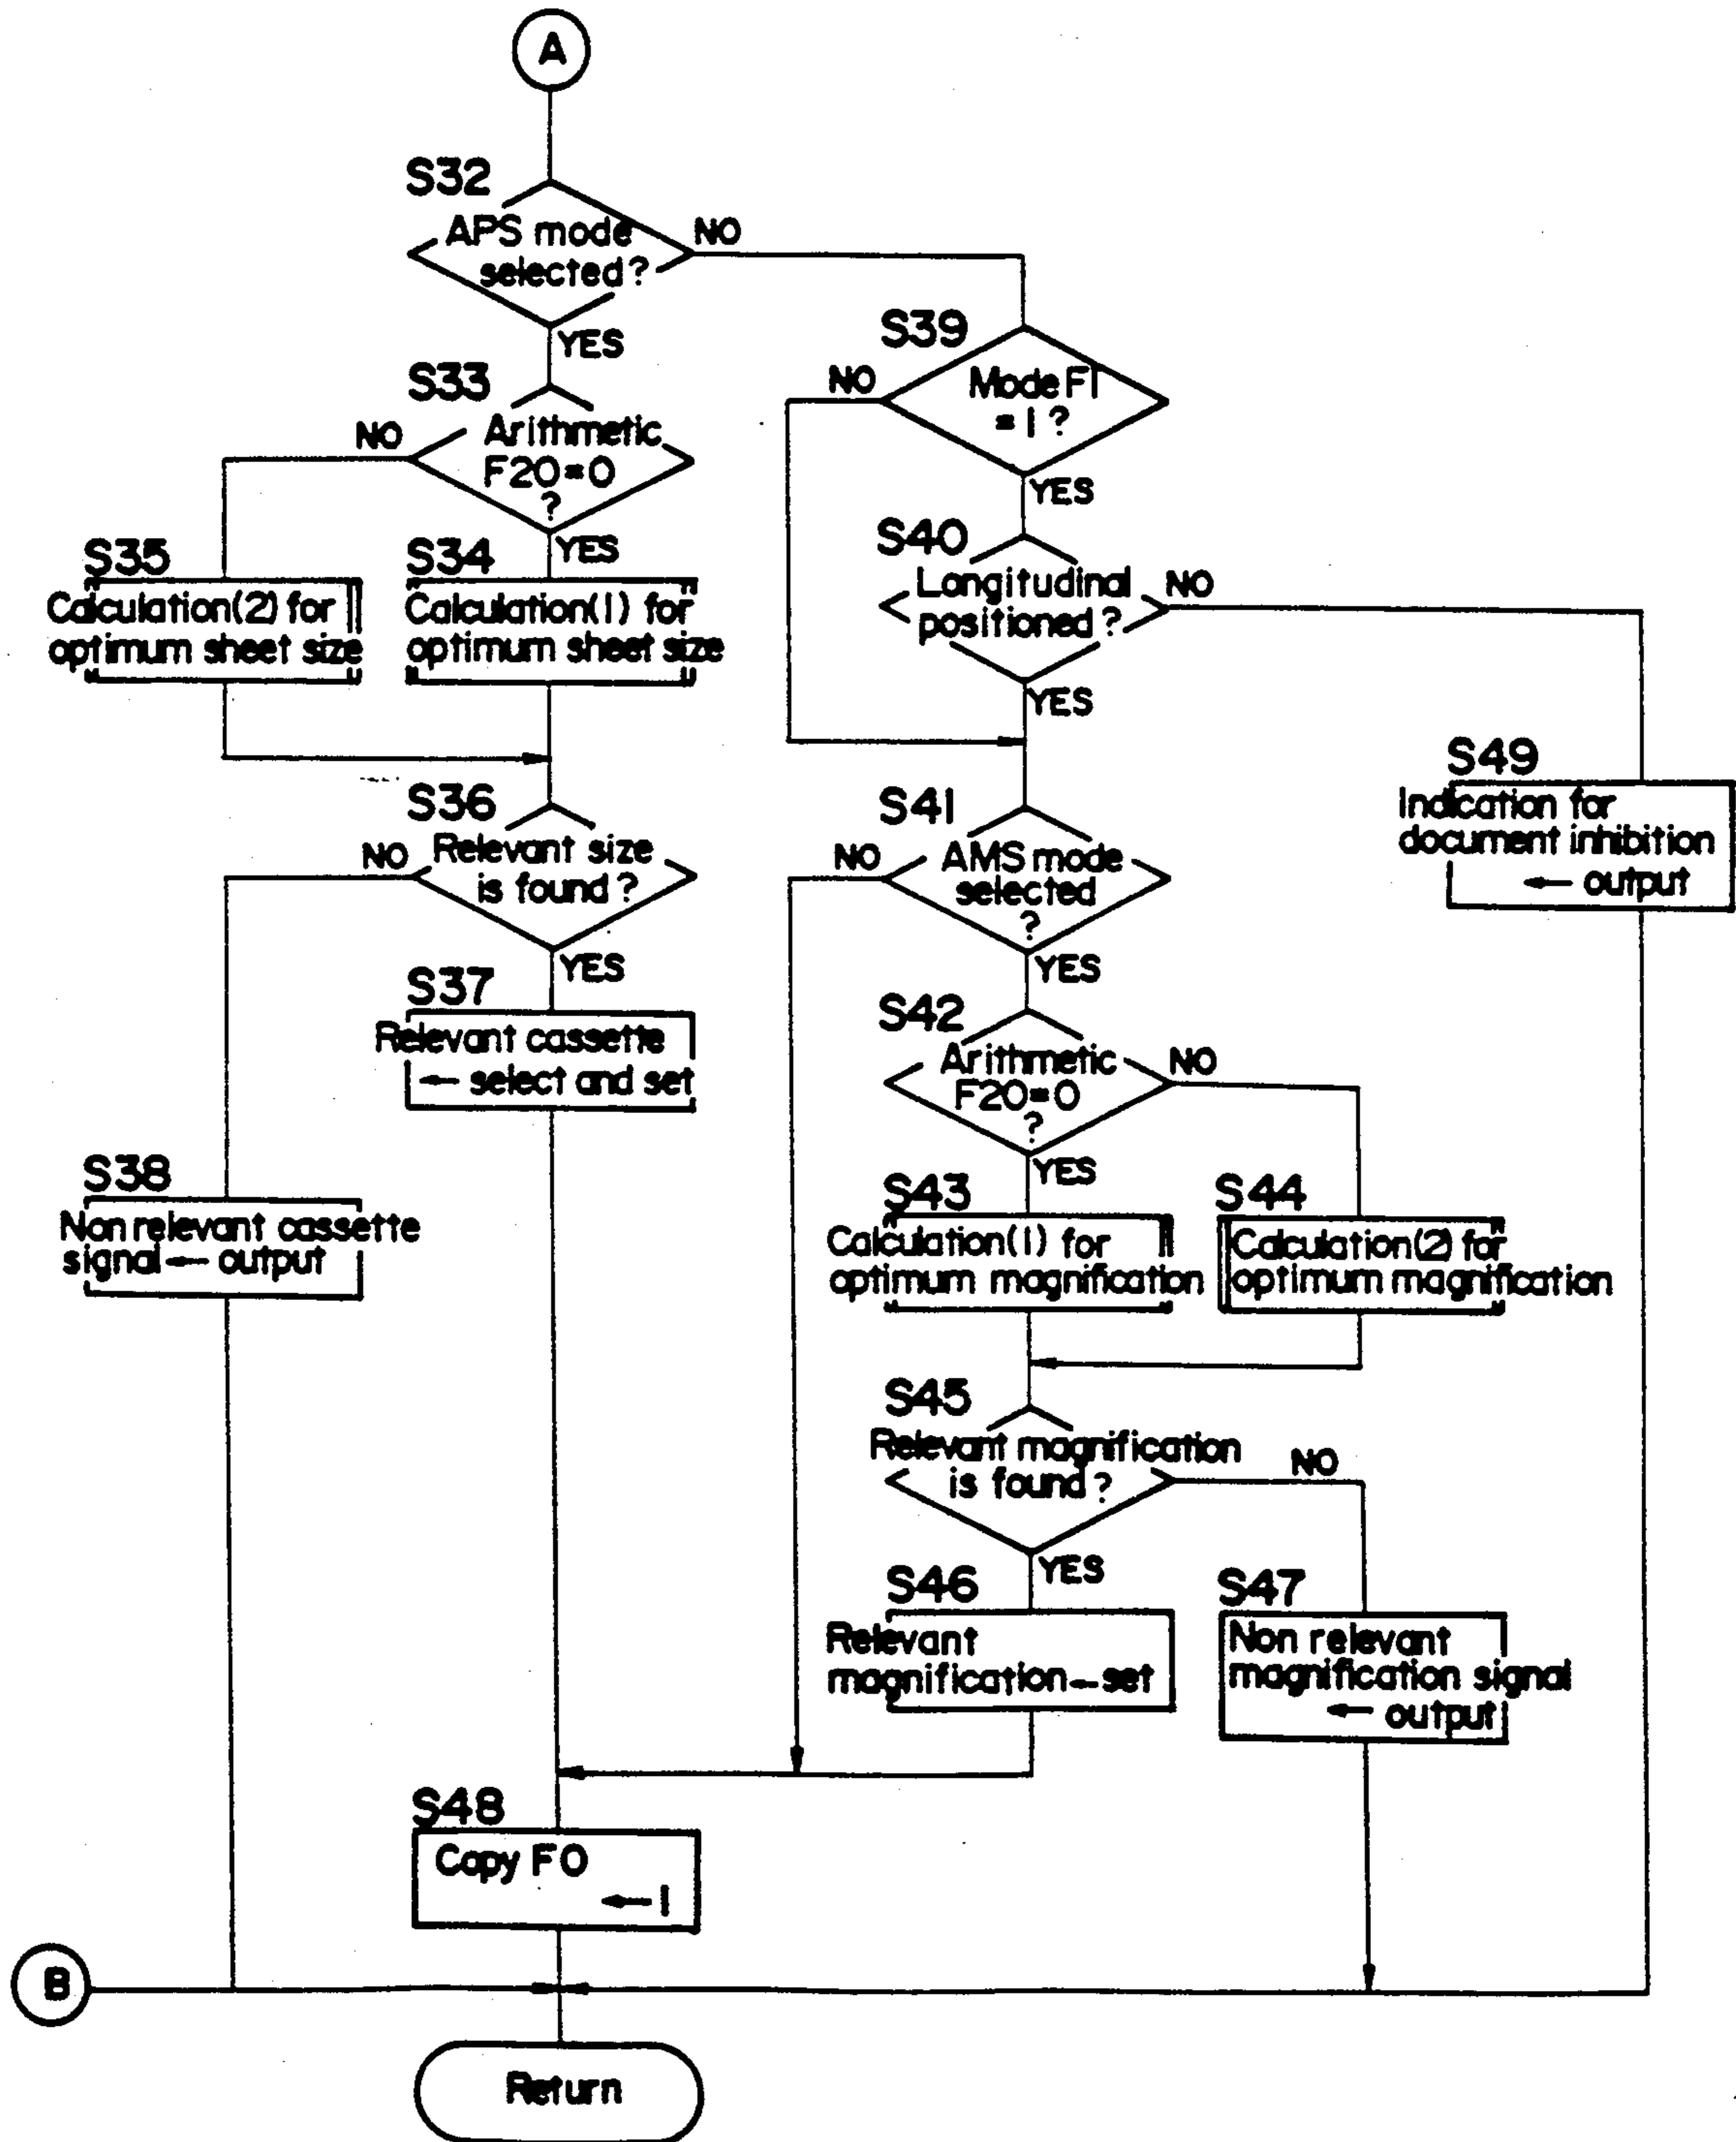 A
S32
APS mode
selected?
NO
YES
S33
Arithmetic
F20=0
?
NO
YES
S35
Calculation(2) for
optimum sheet size
S34
Calculation(1) for
optimum sheet size
S36
Relevant size
is found?
NO
YES
S37
Relevant cassette
← select and set
S38
Non relevant cassette
signal ← output
S39
Mode F1
=1?
NO
YES
S40
Longitudinal
positioned?
NO
YES
S49
Indication for
document inhibition
← output
S41
AMS mode
selected
?
NO
YES
S42
Arithmetic
F20=0
?
NO
YES
S43
Calculation(1) for
optimum magnification
S44
Calculation(2) for
optimum magnification
S45
Relevant magnification
is found?
NO
YES
S46
Relevant
magnification ← set
S47
Non relevant
magnification signal
← output
S48
Copy F0
← 1
B
Return